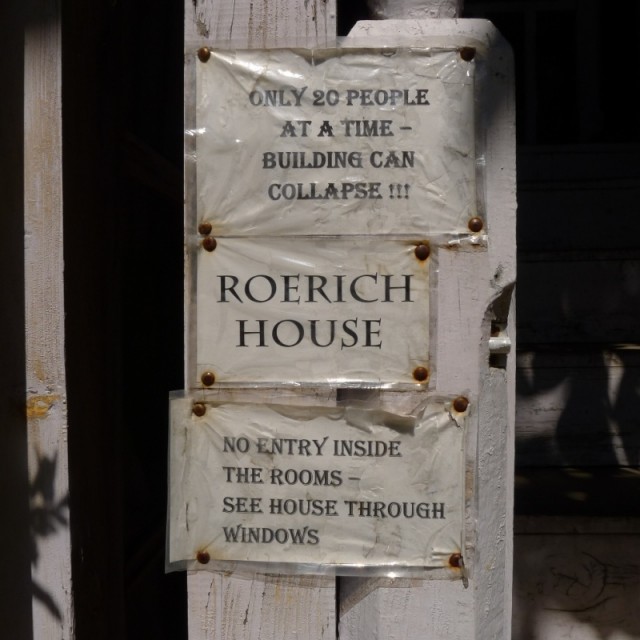 ONLY 20 PEOPLE
AT A TIME –
BUILDING CAN
COLLAPSE !!!
ROERICH
HOUSE
NO ENTRY INSIDE
THE ROOMS –
SEE HOUSE THROUGH
WINDOWS